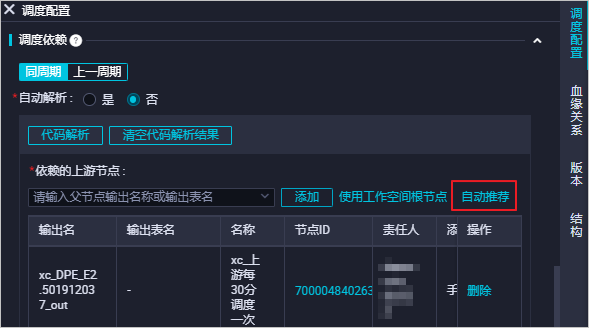 调度配置
调度依赖 ?
同周期 上一周期
*自动解析： 是 否
代码解析 清空代码解析结果
*依赖的上游节点：
请输入父节点输出名称或输出表名 添加 使用工作空间根节点 自动推荐
输出名 输出表名 名称 节点ID 责任人 操作
xc_DPE_E2
.50191203
7_out
-
xc_上
游每
30分
调度
一次
700004840263
手
删除
调度配置
血缘关系
版本
结构